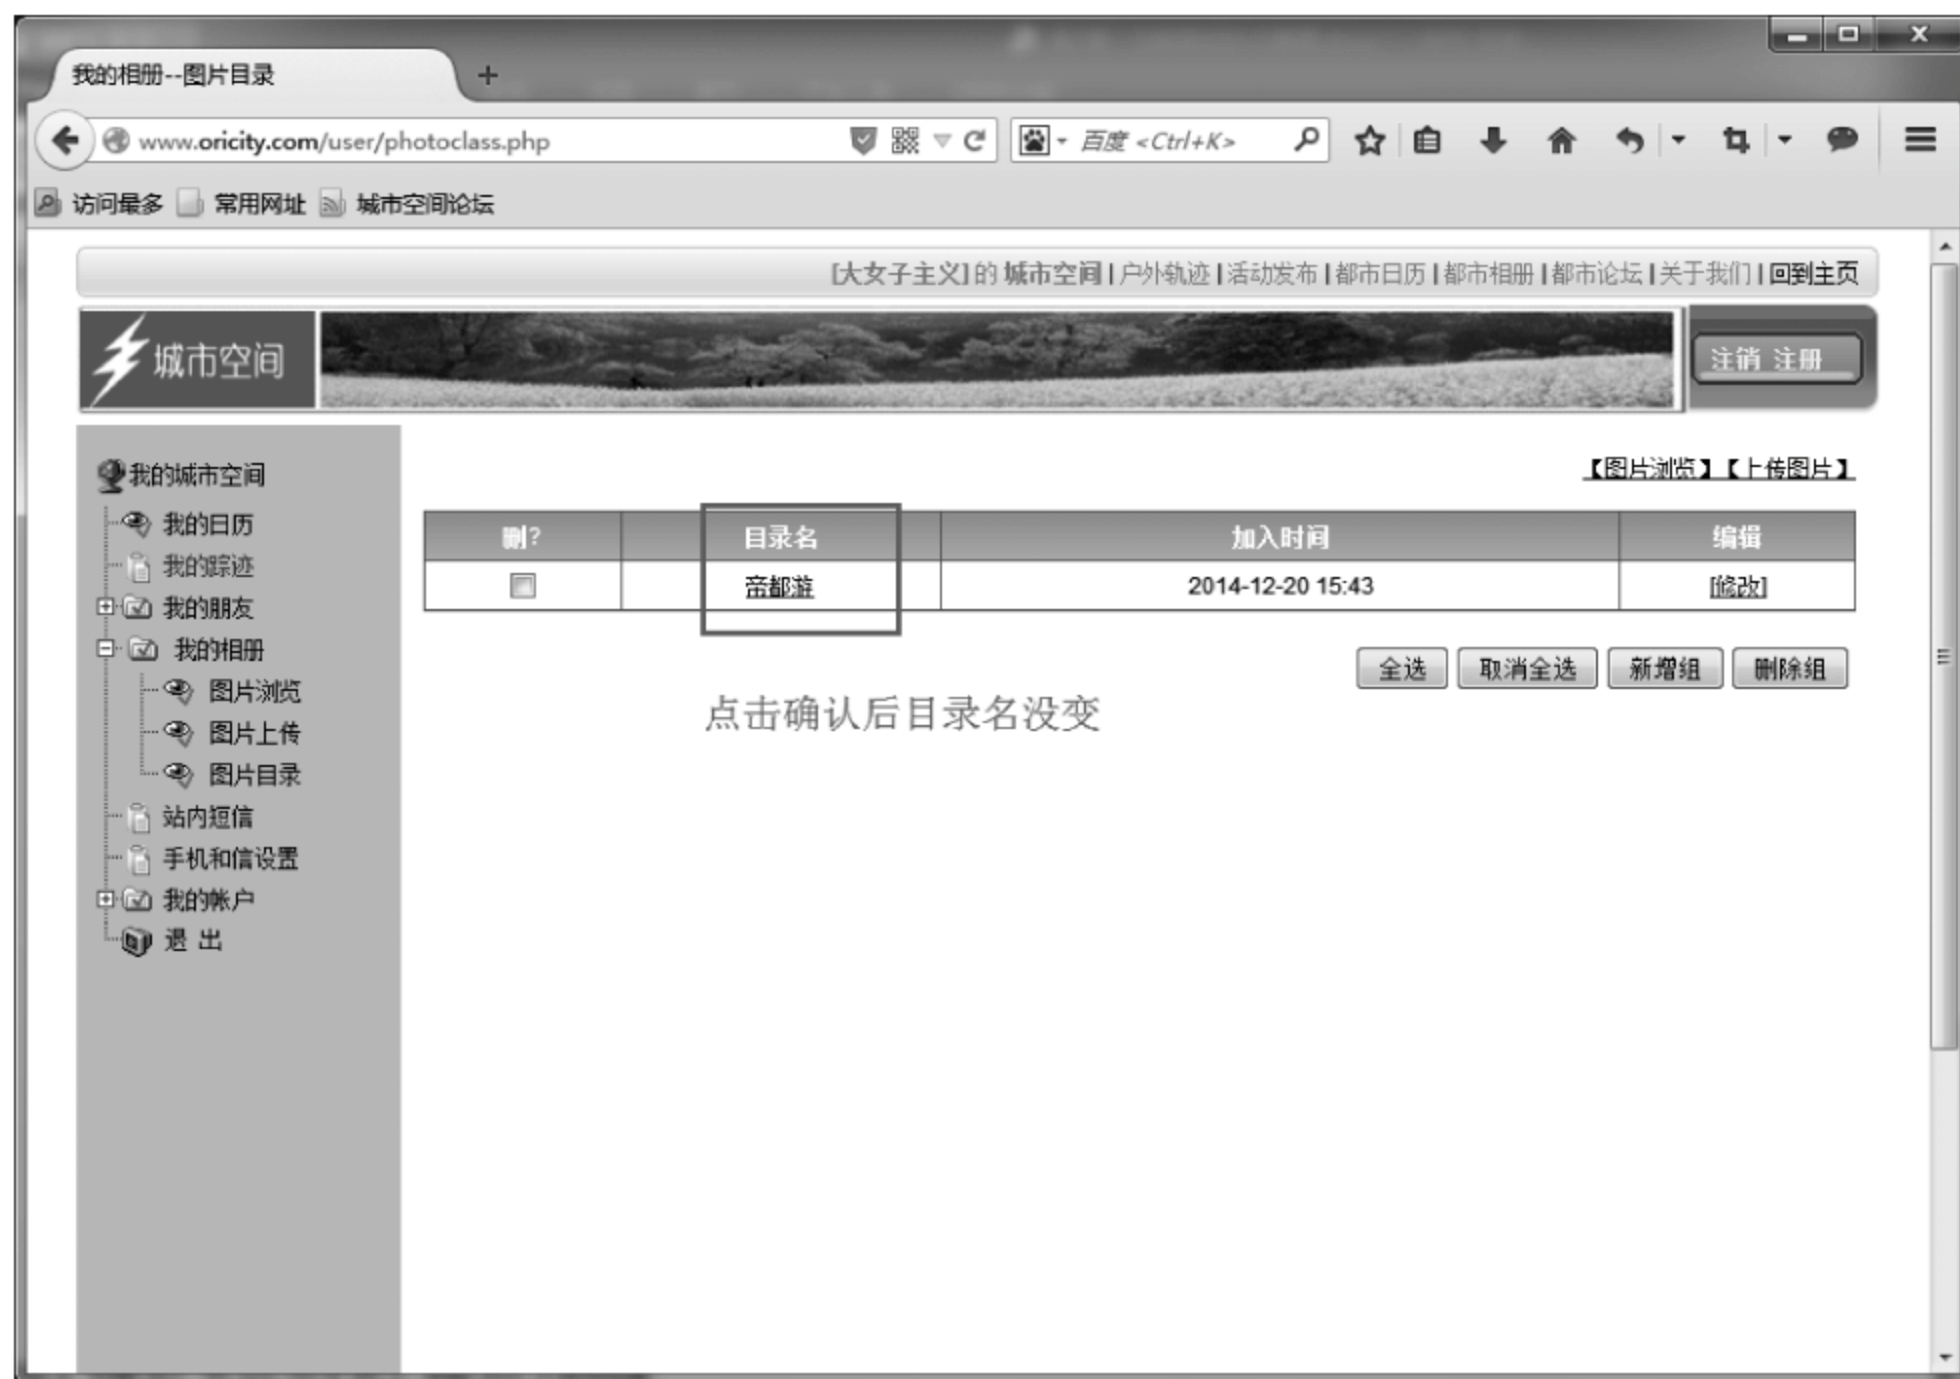 我的相册--图片目录
www.oricity.com/user/photoclass.php
百度 <Ctrl+K>
访问最多 常用网址 城市空间论坛
[大女子主义] 的 城市空间 | 户外轨迹 | 活动发布 | 都市日历 | 都市相册 | 都市论坛 | 关于我们 | 回到主页
城市空间
注销 注册
我的城市空间
我的日历
我的踪迹
我的朋友
我的相册
图片浏览
图片上传
图片目录
站内短信
手机和信设置
我的帐户
退 出
【图片浏览】【上传图片】
删? 目录名 加入时间 编辑
帝都游 2014-12-20 15:43 [修改]
全选 取消全选 新增组 删除组
点击确认后目录名没变